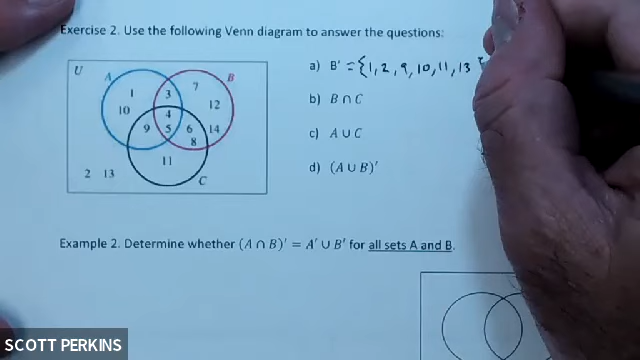 Exercise 2. Use the following Venn diagram to answer the questions:
U
A
B
C
1
3
7
10
4
12
9
5
6
14
8
11
2 13
a) B′ = {1, 2, 9, 10, 11, 13 }
b) B ∩ C
c) A ∪ C
d) (A ∪ B)′
Example 2. Determine whether (A ∩ B)′ = A′ ∪ B′ for all sets A and B.
SCOTT PERKINS